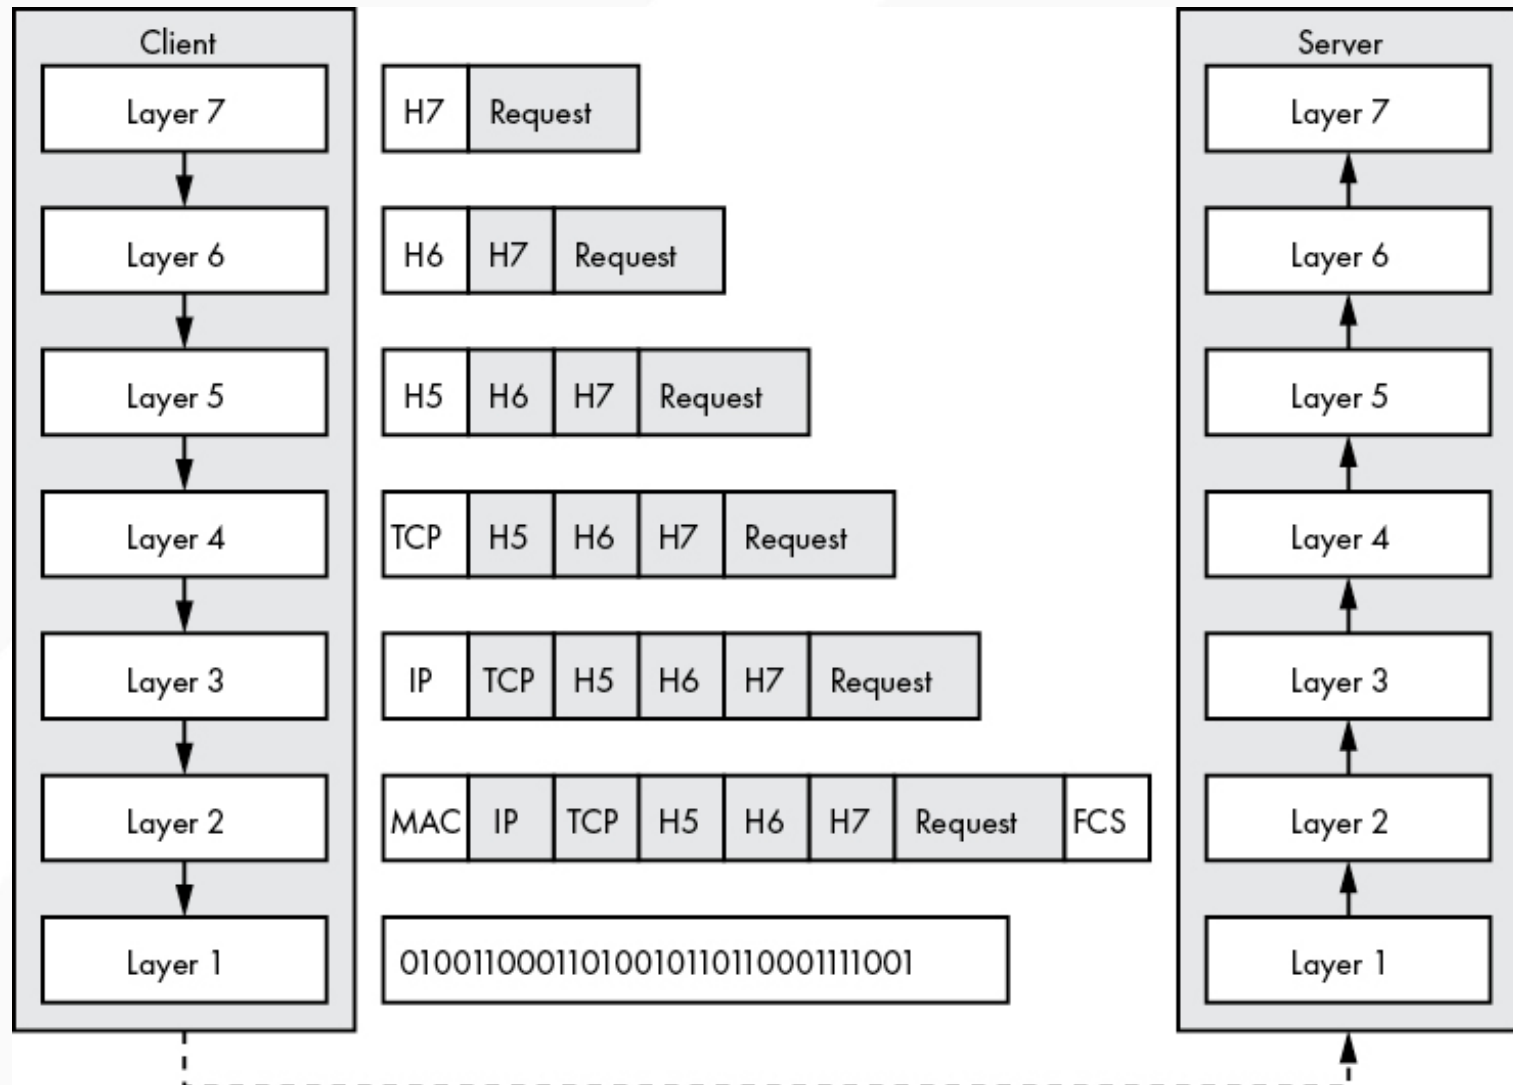 Client
Server
Layer 7
H7 Request
Layer 7
Layer 6
H6 H7 Request
Layer 6
Layer 5
H5 H6 H7 Request
Layer 5
Layer 4
TCP H5 H6 H7 Request
Layer 4
Layer 3
IP TCP H5 H6 H7 Request
Layer 3
Layer 2
MAC IP TCP H5 H6 H7 Request FCS
Layer 2
Layer 1
01001100011010010110110001111001
Layer 1